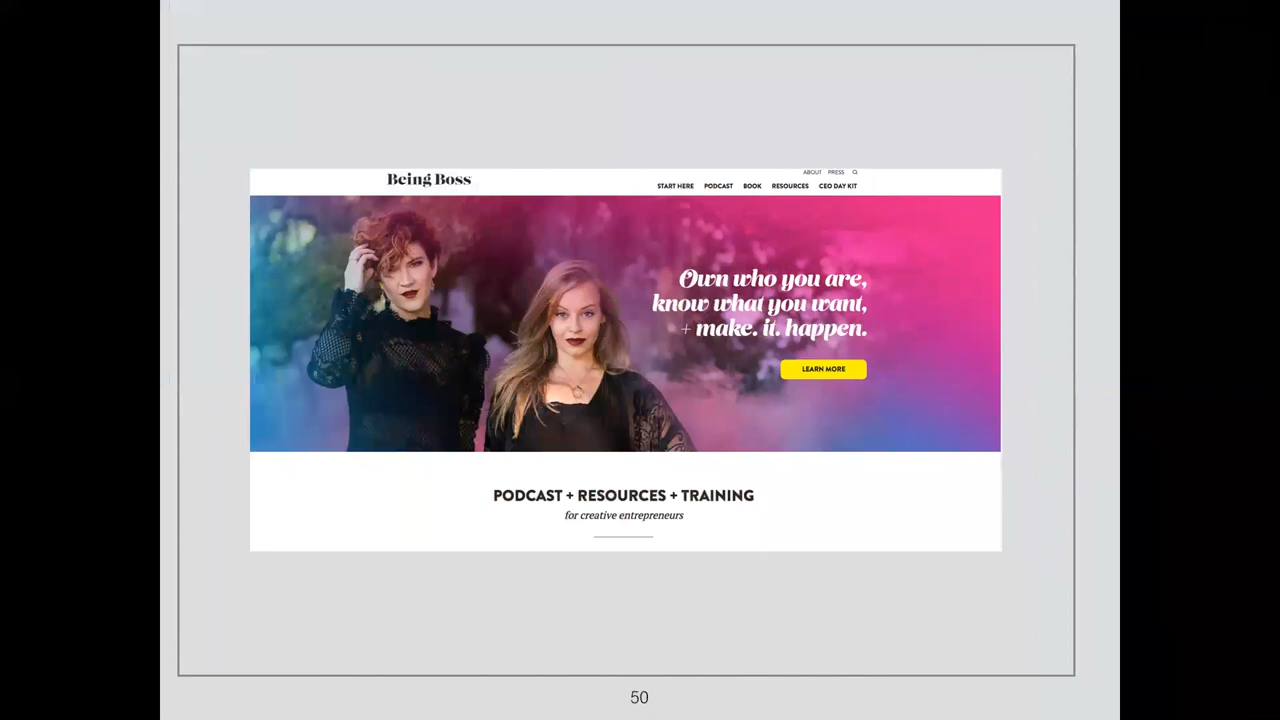 Being Boss
ABOUT PRESS
START HERE PODCAST BOOK RESOURCES CEO DAY KIT
Own who you are,
know what you want,
+ make. it. happen.
LEARN MORE
PODCAST + RESOURCES + TRAINING
for creative entrepreneurs
50